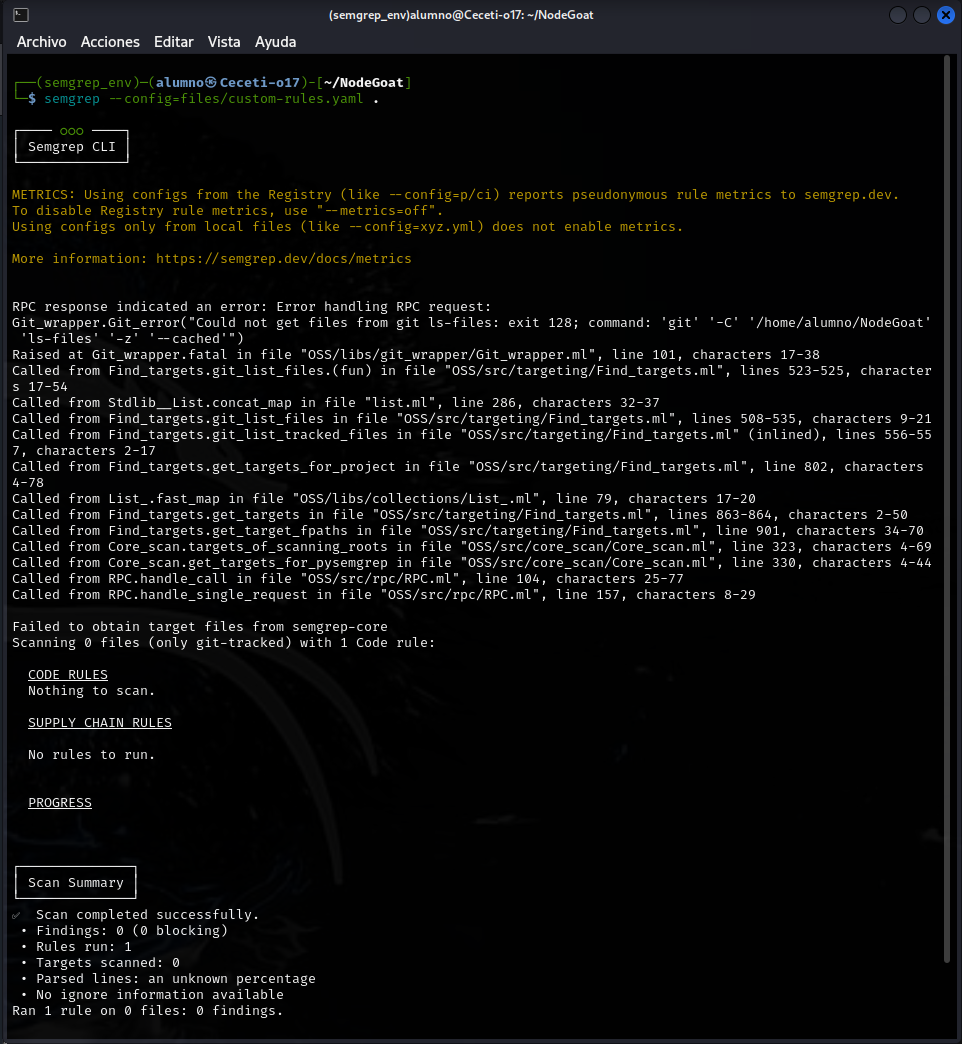 (semgrep_env)alumno@Ceceti-o17: ~/NodeGoat
Archivo Acciones Editar Vista Ayuda
┌──(semgrep_env)─(alumno㉿Ceceti-o17)-[~/NodeGoat]
└─$ semgrep --config=files/custom-rules.yaml .
┌──── ○○○ ────┐
│ Semgrep CLI │
└─────────────┘
METRICS: Using configs from the Registry (like --config=p/ci) reports pseudonymous rule metrics to semgrep.dev.
To disable Registry rule metrics, use "--metrics=off".
Using configs only from local files (like --config=xyz.yml) does not enable metrics.
More information: https://semgrep.dev/docs/metrics
RPC response indicated an error: Error handling RPC request:
Git_wrapper.Git_error("Could not get files from git ls-files: exit 128; command: 'git' '-C' '/home/alumno/NodeGoat'
'ls-files' '-z' '--cached'")
Raised at Git_wrapper.fatal in file "OSS/libs/git_wrapper/Git_wrapper.ml", line 101, characters 17-38
Called from Find_targets.git_list_files.(fun) in file "OSS/src/targeting/Find_targets.ml", lines 523-525, character
s 17-54
Called from Stdlib__List.concat_map in file "list.ml", line 286, characters 32-37
Called from Find_targets.git_list_files in file "OSS/src/targeting/Find_targets.ml", lines 508-535, characters 9-21
Called from Find_targets.git_list_tracked_files in file "OSS/src/targeting/Find_targets.ml" (inlined), lines 556-55
7, characters 2-17
Called from Find_targets.get_targets_for_project in file "OSS/src/targeting/Find_targets.ml", line 802, characters
4-78
Called from List_.fast_map in file "OSS/libs/collections/List_.ml", line 79, characters 17-20
Called from Find_targets.get_targets in file "OSS/src/targeting/Find_targets.ml", lines 863-864, characters 2-50
Called from Find_targets.get_target_fpaths in file "OSS/src/targeting/Find_targets.ml", line 901, characters 34-70
Called from Core_scan.targets_of_scanning_roots in file "OSS/src/core_scan/Core_scan.ml", line 323, characters 4-69
Called from Core_scan.get_targets_for_pysemgrep in file "OSS/src/core_scan/Core_scan.ml", line 330, characters 4-44
Called from RPC.handle_call in file "OSS/src/rpc/RPC.ml", line 104, characters 25-77
Called from RPC.handle_single_request in file "OSS/src/rpc/RPC.ml", line 157, characters 8-29
Failed to obtain target files from semgrep-core
Scanning 0 files (only git-tracked) with 1 Code rule:
CODE RULES
Nothing to scan.
SUPPLY CHAIN RULES
No rules to run.
PROGRESS
┌──────────────┐
│ Scan Summary │
└──────────────┘
✅ Scan completed successfully.
• Findings: 0 (0 blocking)
• Rules run: 1
• Targets scanned: 0
• Parsed lines: an unknown percentage
• No ignore information available
Ran 1 rule on 0 files: 0 findings.